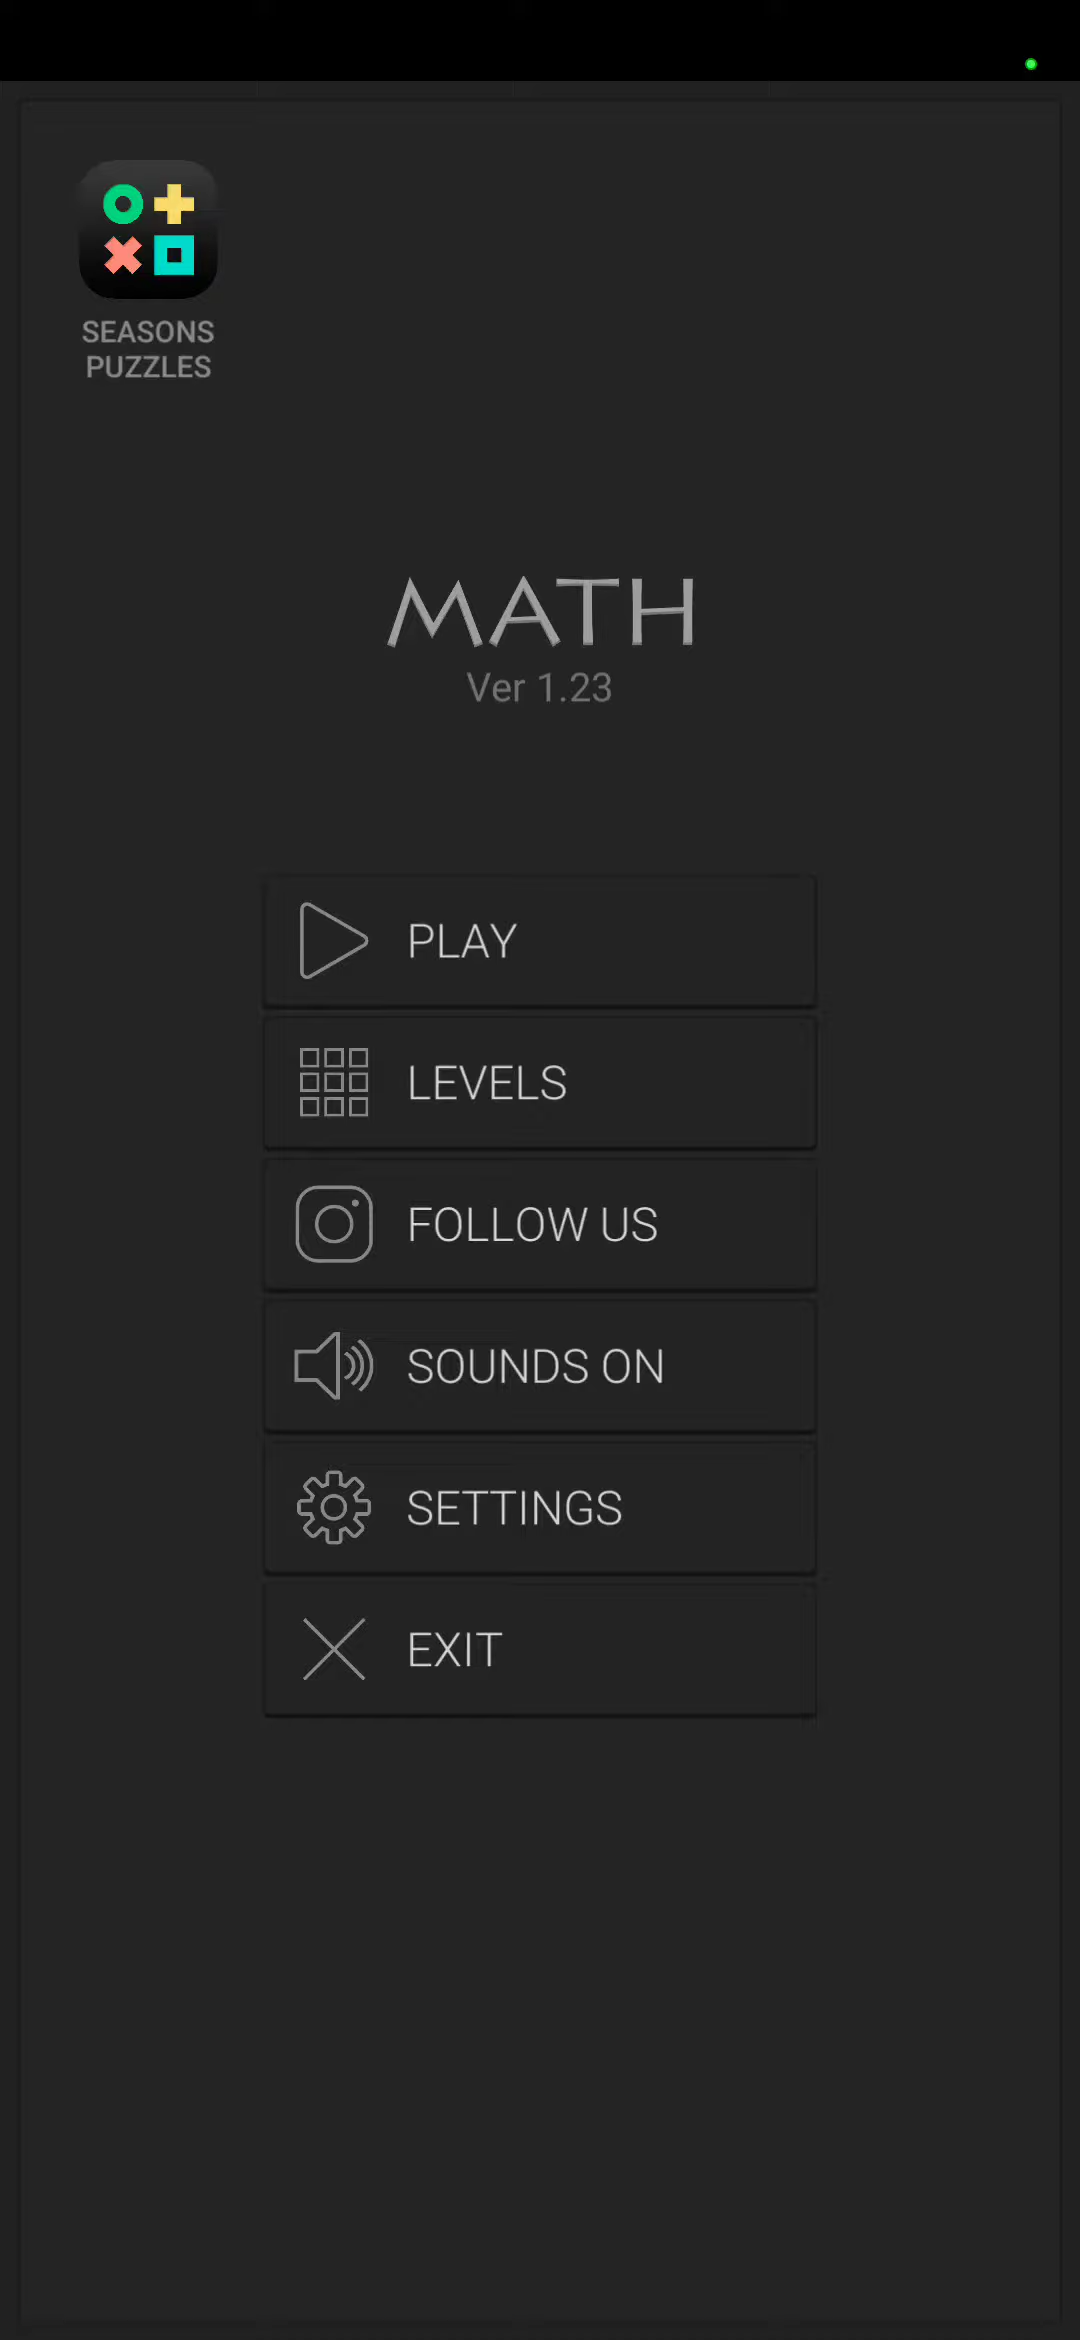 SEASONS
PUZZLES
MATH
Ver 1.23
PLAY
LEVELS
FOLLOW US
SOUNDS ON
SETTINGS
EXIT